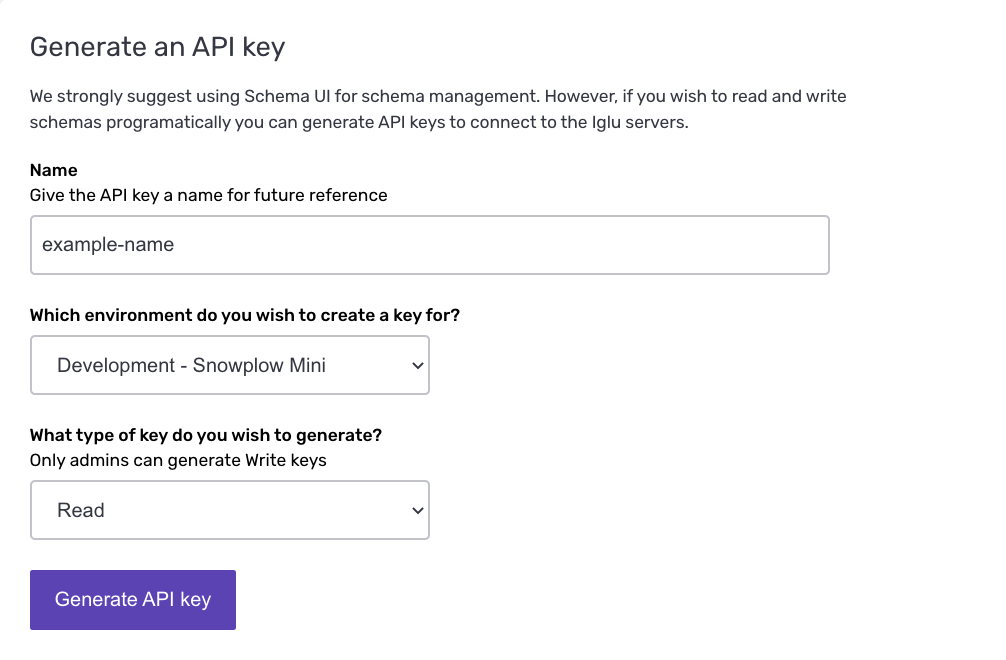 Generate an API key
We strongly suggest using Schema UI for schema management. However, if you wish to read and write
schemas programatically you can generate API keys to connect to the Iglu servers.
Name
Give the API key a name for future reference
example-name
Which environment do you wish to create a key for?
Development - Snowplow Mini
What type of key do you wish to generate?
Only admins can generate Write keys
Read
Generate API key